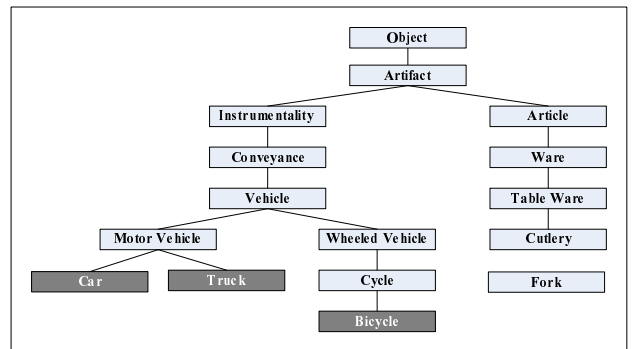 Object
Artifact
Instrumentality
Article
Conveyance
Ware
Vehicle
Table Ware
Motor Vehicle
Wheeled Vehicle
Cutlery
Car
Truck
Cycle
Fork
Bicycle